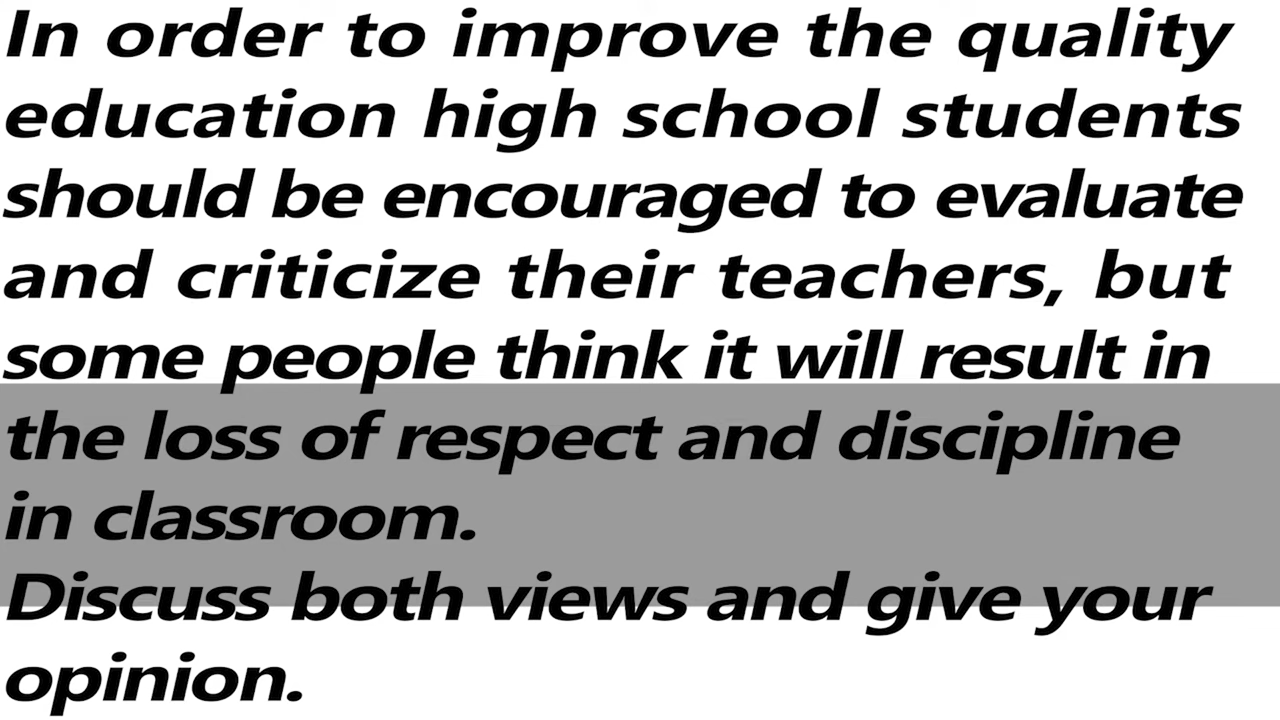 In order to improve the quality
education high school students
should be encouraged to evaluate
and criticize their teachers, but
some people think it will result in
the loss of respect and discipline
in classroom.
Discuss both views and give your
opinion.